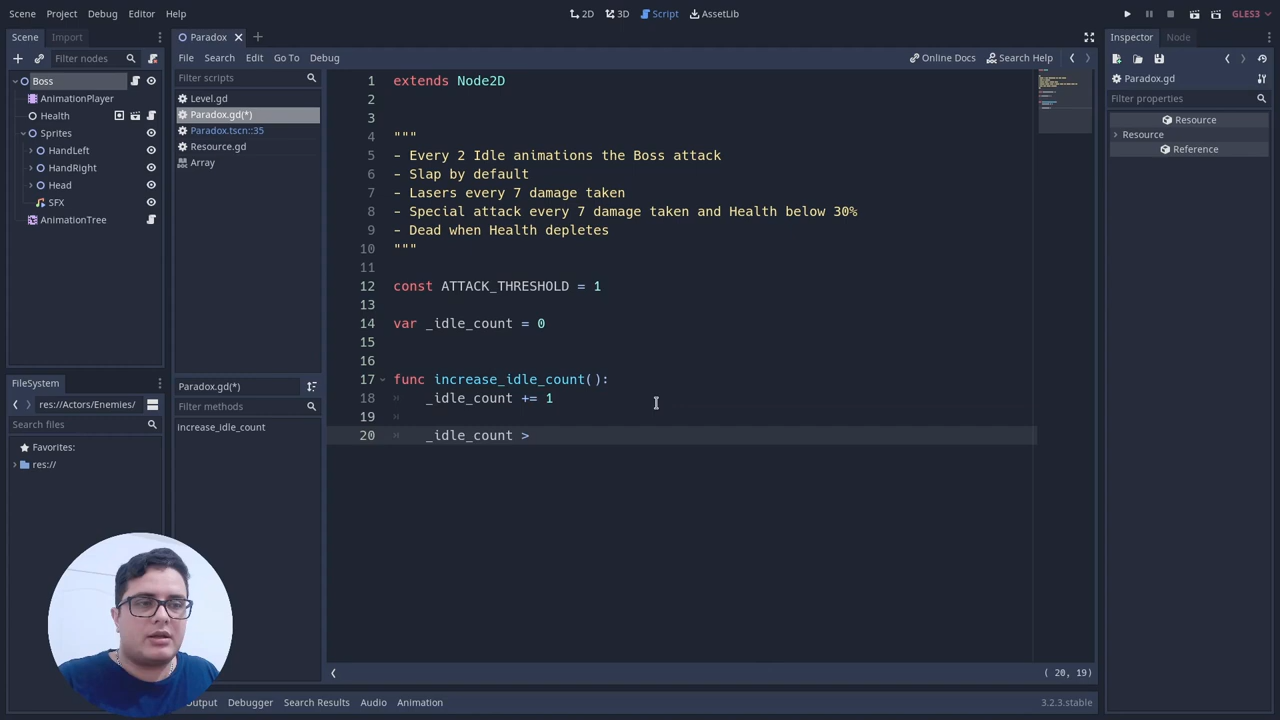 Scene Project Debug Editor Help
2D 3D Script AssetLib
GLES3
Scene Import
Filter nodes
Boss
AnimationPlayer
Health
Sprites
HandLeft
HandRight
Head
SFX
AnimationTree
FileSystem
res://Actors/Enemies/
Search files
Favorites:
res://
Paradox
File Search Edit Go To Debug
Online Docs Search Help
Filter scripts
Level.gd
Paradox.gd(*)
Paradox.tscn::35
Resource.gd
Array
Paradox.gd(*)
Filter methods
increase_idle_count
1 extends Node2D
2
3
4 """
5 - Every 2 Idle animations the Boss attack
6 - Slap by default
7 - Lasers every 7 damage taken
8 - Special attack every 7 damage taken and Health below 30%
9 - Dead when Health depletes
10 """
11
12 const ATTACK_THRESHOLD = 1
13
14 var _idle_count = 0
15
16
17 func increase_idle_count():
18 _idle_count += 1
19
20 _idle_count >
( 20, 19)
utput Debugger Search Results Audio Animation
3.2.3.stable
Inspector Node
Paradox.gd
Filter properties
Resource
Resource
Reference